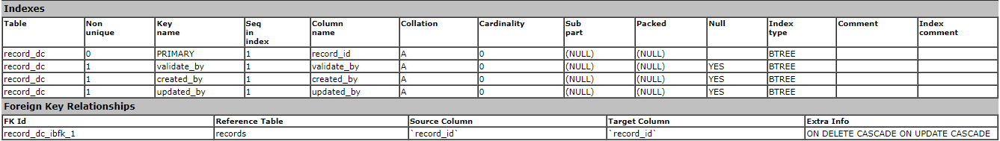 Indexes
Table Non unique Key name Seq in index Column name Collation Cardinality Sub part Packed Null Index type Comment Index comment
record_dc 0 PRIMARY 1 record_id A 0 (NULL) (NULL) BTREE
record_dc 1 validate_by 1 validate_by A 0 (NULL) (NULL) YES BTREE
record_dc 1 created_by 1 created_by A 0 (NULL) (NULL) YES BTREE
record_dc 1 updated_by 1 updated_by A 0 (NULL) (NULL) YES BTREE
Foreign Key Relationships
FK Id Reference Table Source Column Target Column Extra Info
record_dc_ibfk_1 records `record_id` `record_id` ON DELETE CASCADE ON UPDATE CASCADE